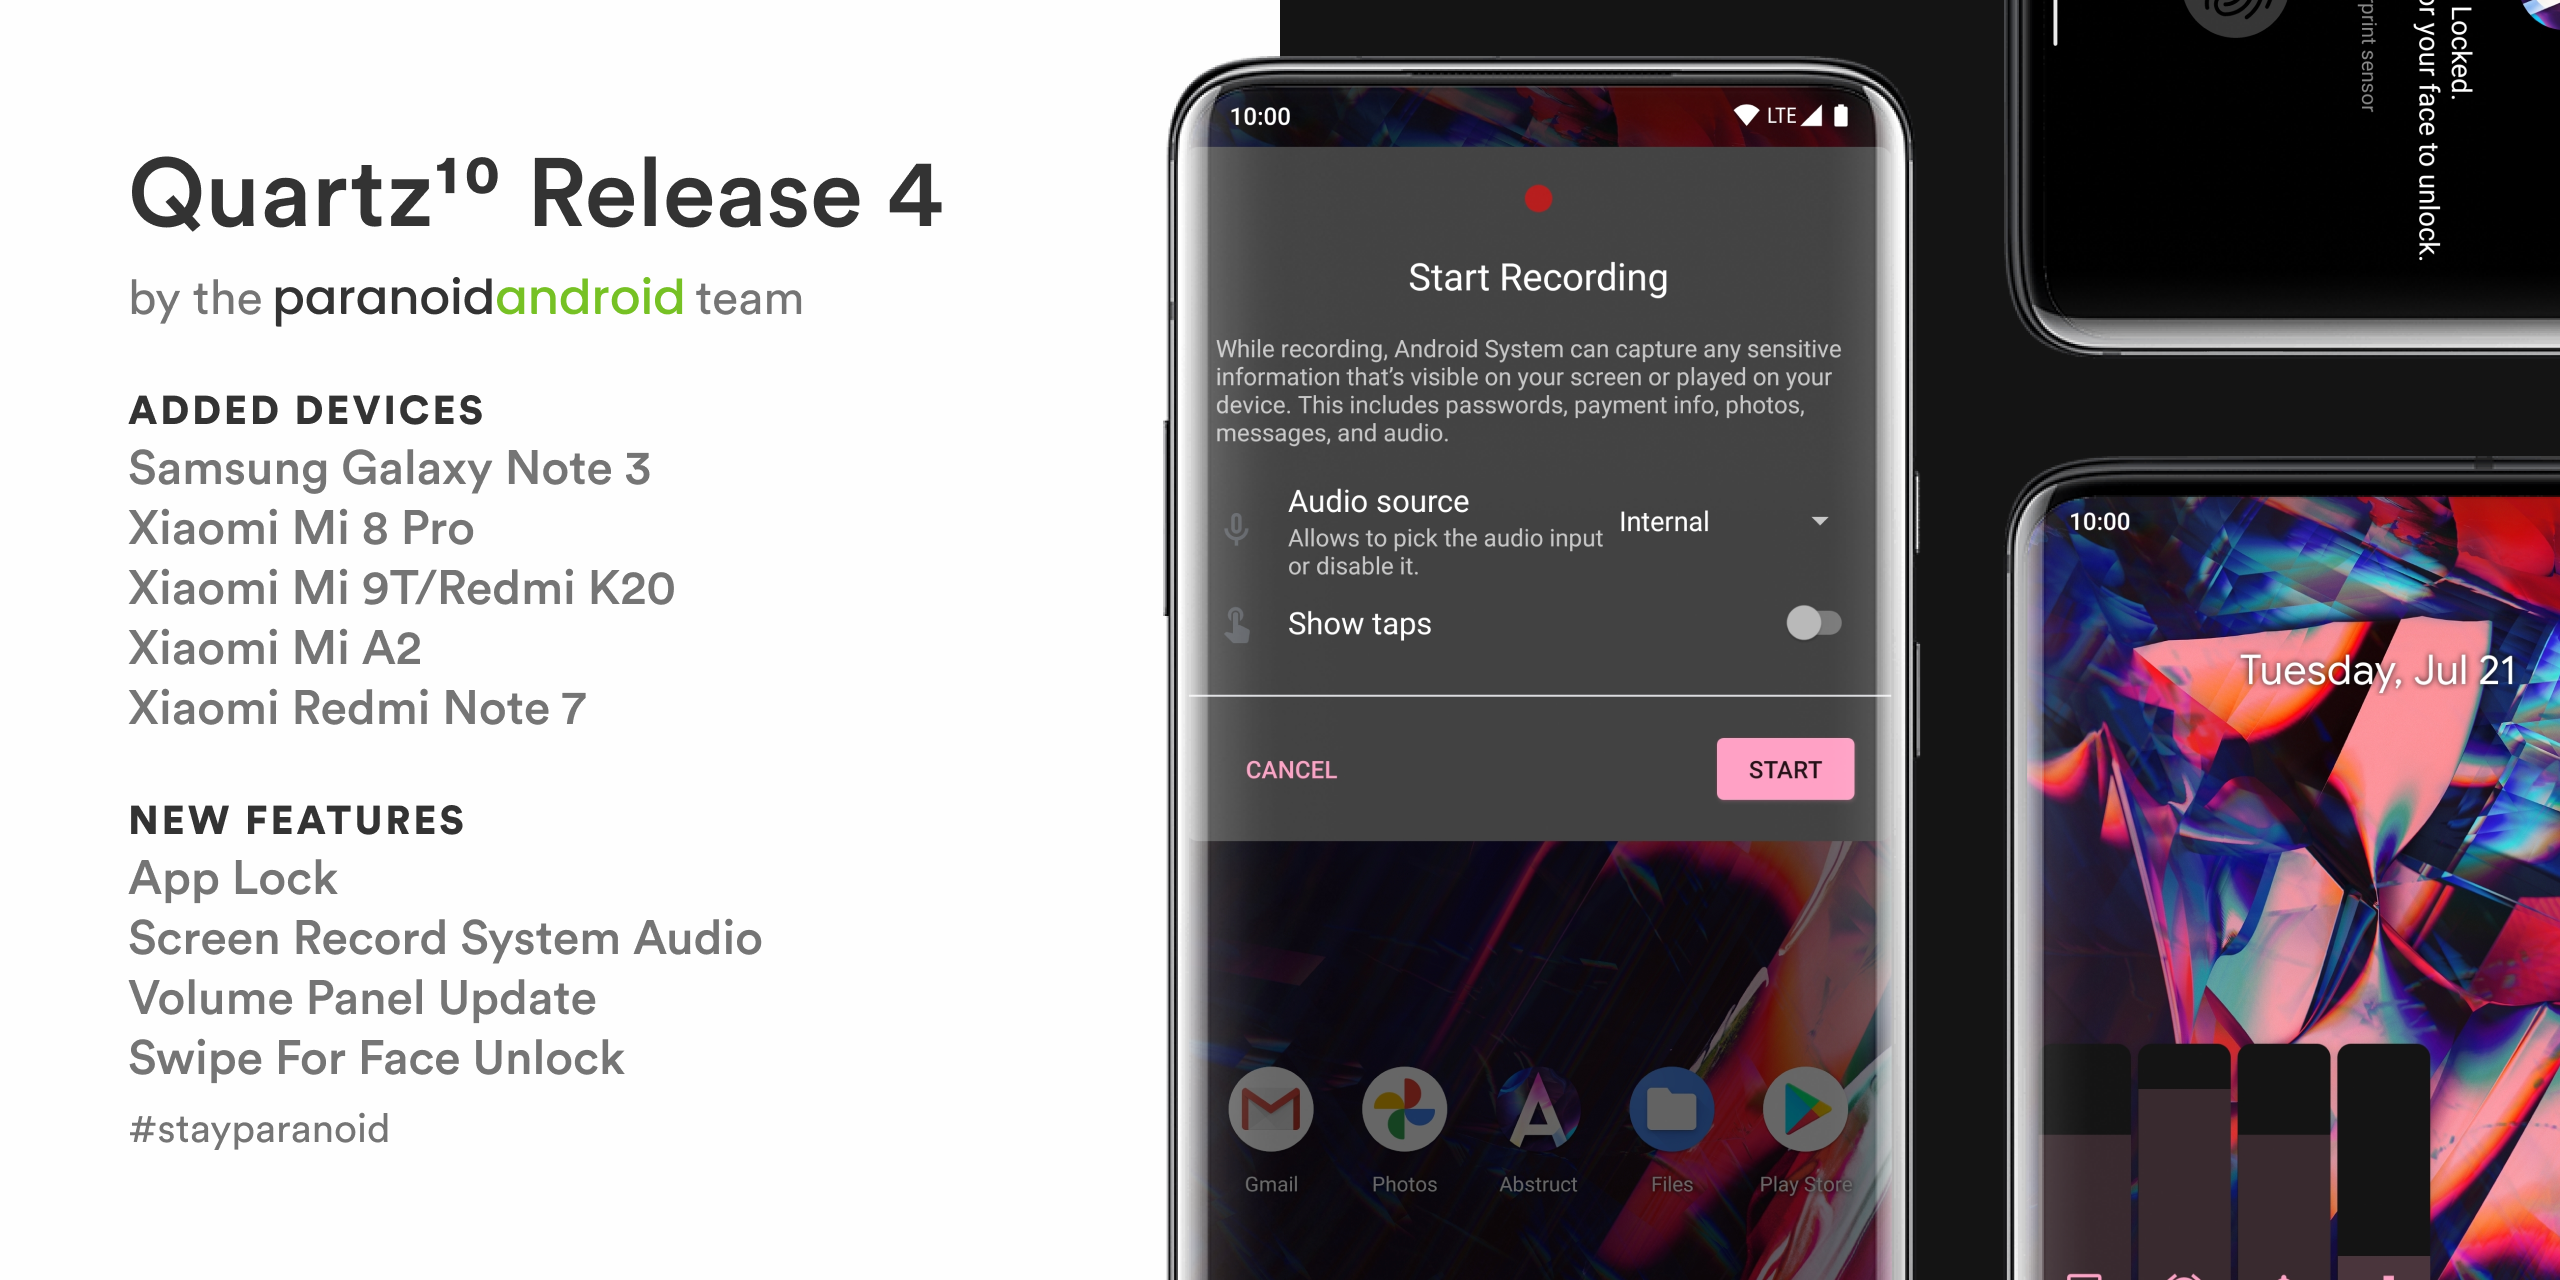 Quartz¹⁰ Release 4
by the paranoidandroid team
ADDED DEVICES
Samsung Galaxy Note 3
Xiaomi Mi 8 Pro
Xiaomi Mi 9T/Redmi K20
Xiaomi Mi A2
Xiaomi Redmi Note 7
NEW FEATURES
App Lock
Screen Record System Audio
Volume Panel Update
Swipe For Face Unlock
#stayparanoid
10:00
LTE
Start Recording
While recording, Android System can capture any sensitive
information that's visible on your screen or played on your
device. This includes passwords, payment info, photos,
messages, and audio.
Audio source
Internal
Allows to pick the audio input
or disable it.
Show taps
CANCEL
START
Gmail
Photos
Abstruct
Files
Play Store
Locked.
your face to unlock.
sensor
10:00
Tuesday, Jul 21